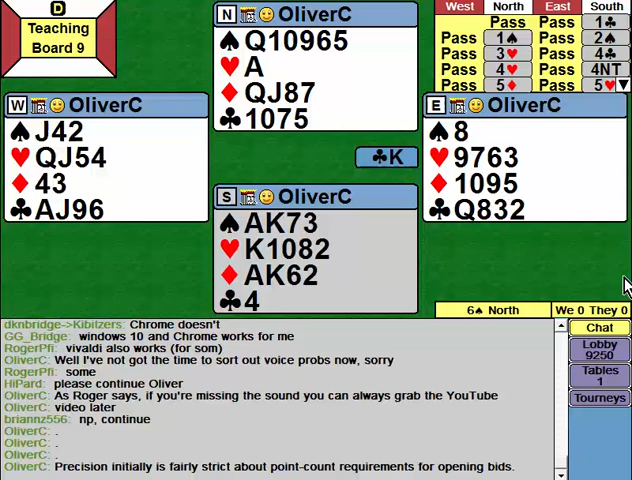 D
Teaching
Board 9
N OliverC
♠Q10965
♥A
♦QJ87
♣1075
West North East South
Pass 1♣
Pass 1♠ Pass 2♠
Pass 3♥ Pass 4♣
Pass 4♥ Pass 4NT
Pass 5♦ Pass 5♥
W OliverC
♠J42
♥QJ54
♦43
♣AJ96
♣K
E OliverC
♠8
♥9763
♦1095
♣Q832
S OliverC
♠AK73
♥K1082
♦AK62
♣4
6♠ North We 0 They 0
dknbridge->Kibitzers: Chrome doesn't
GG_Bridge: windows 10 and Chrome works for me
RogerPfi: vivaldi also works (for som)
OliverC: Well I've not got the time to sort out voice probs now, sorry
RogerPfi: some
HiPard: please continue Oliver
OliverC: As Roger says, if you're missing the sound you can always grab the YouTube
OliverC: video later
briannz556: np, continue
OliverC: .
OliverC: .
OliverC: .
OliverC: Precision initially is fairly strict about point-count requirements for opening bids.
Chat
Lobby
9250
Tables
1
Tourneys